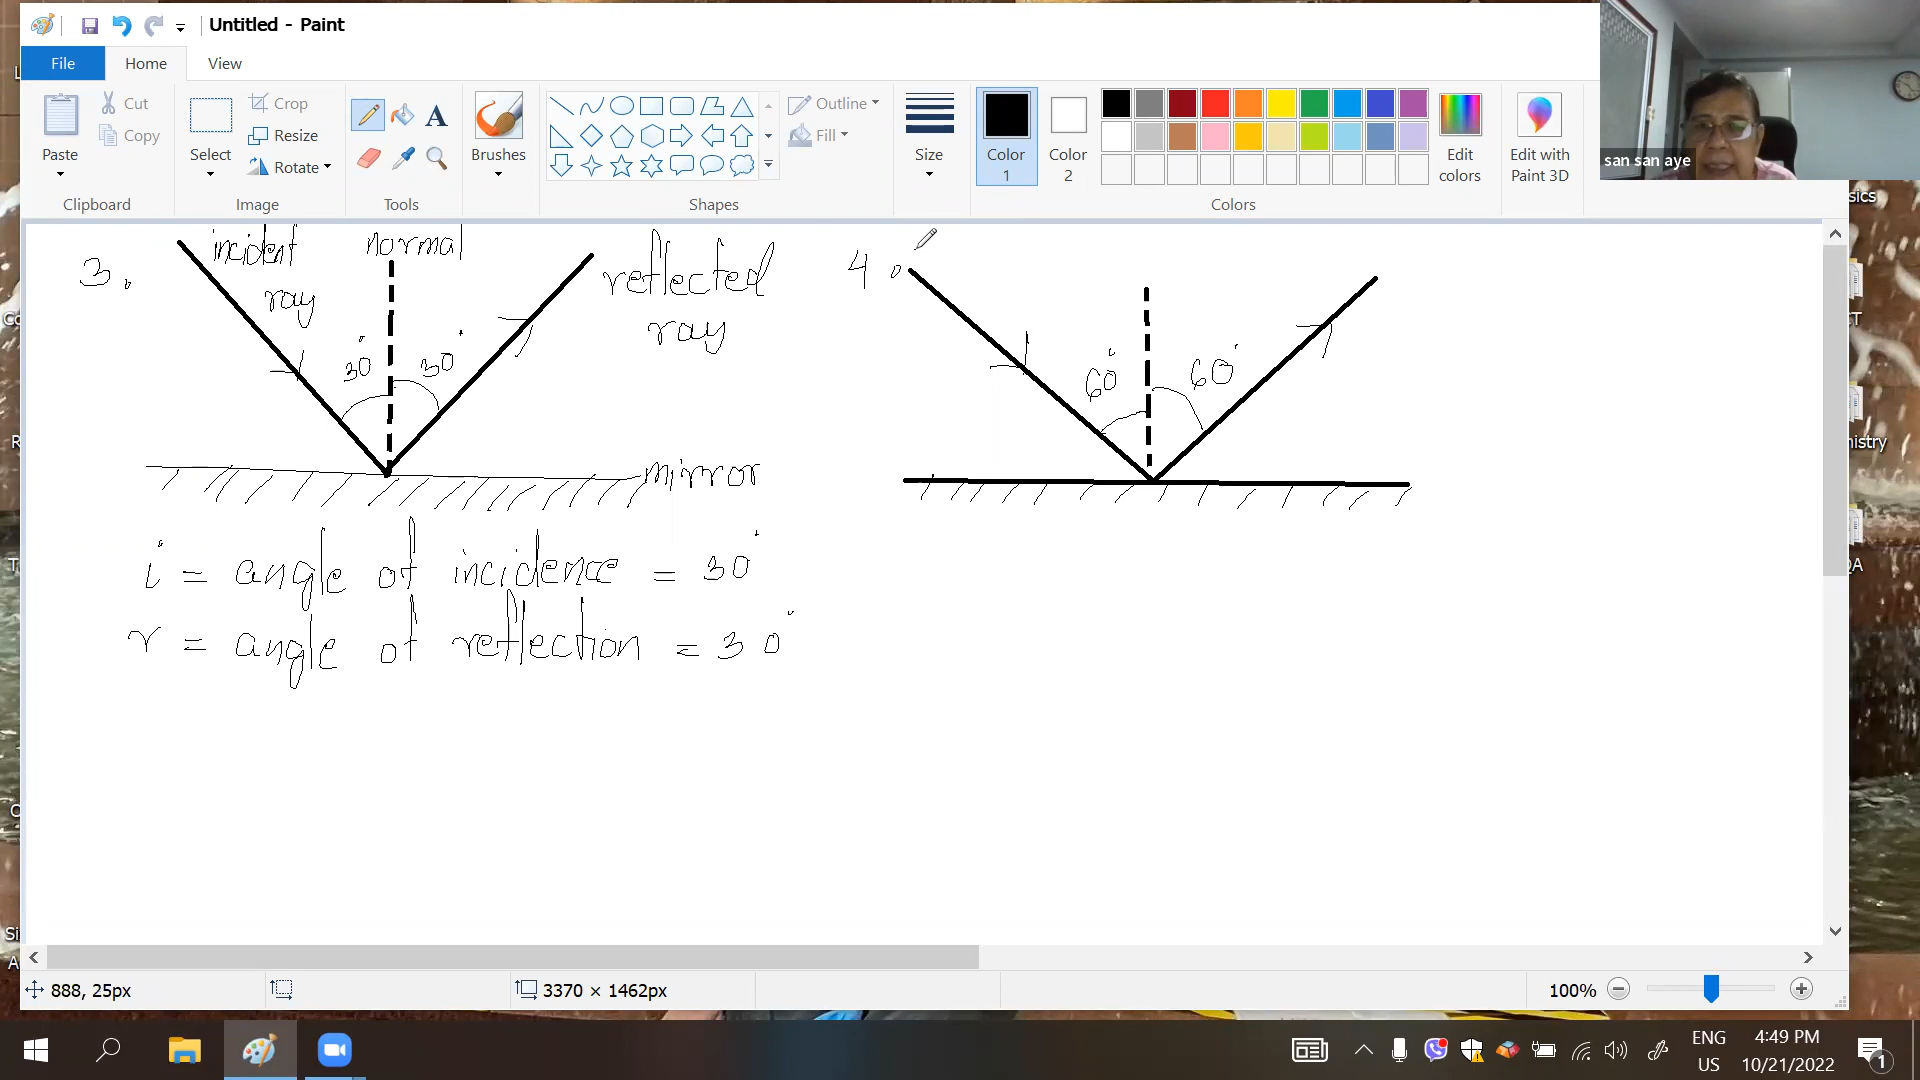 Untitled - Paint
File Home View
Cut
Copy
Paste
Clipboard
Select
Crop
Resize
Rotate
Image
Tools
Brushes
Shapes
Outline
Fill
Size
Color 1
Color 2
Edit colors
Edit with Paint 3D
Colors
san san aye
3.
incident ray
normal
reflected ray
30°
30°
mirror
i = angle of incidence = 30°
r = angle of reflection = 30°
4.
60°
60°
888, 25px
3370 × 1462px
100%
ENG
US
4:49 PM
10/21/2022
1